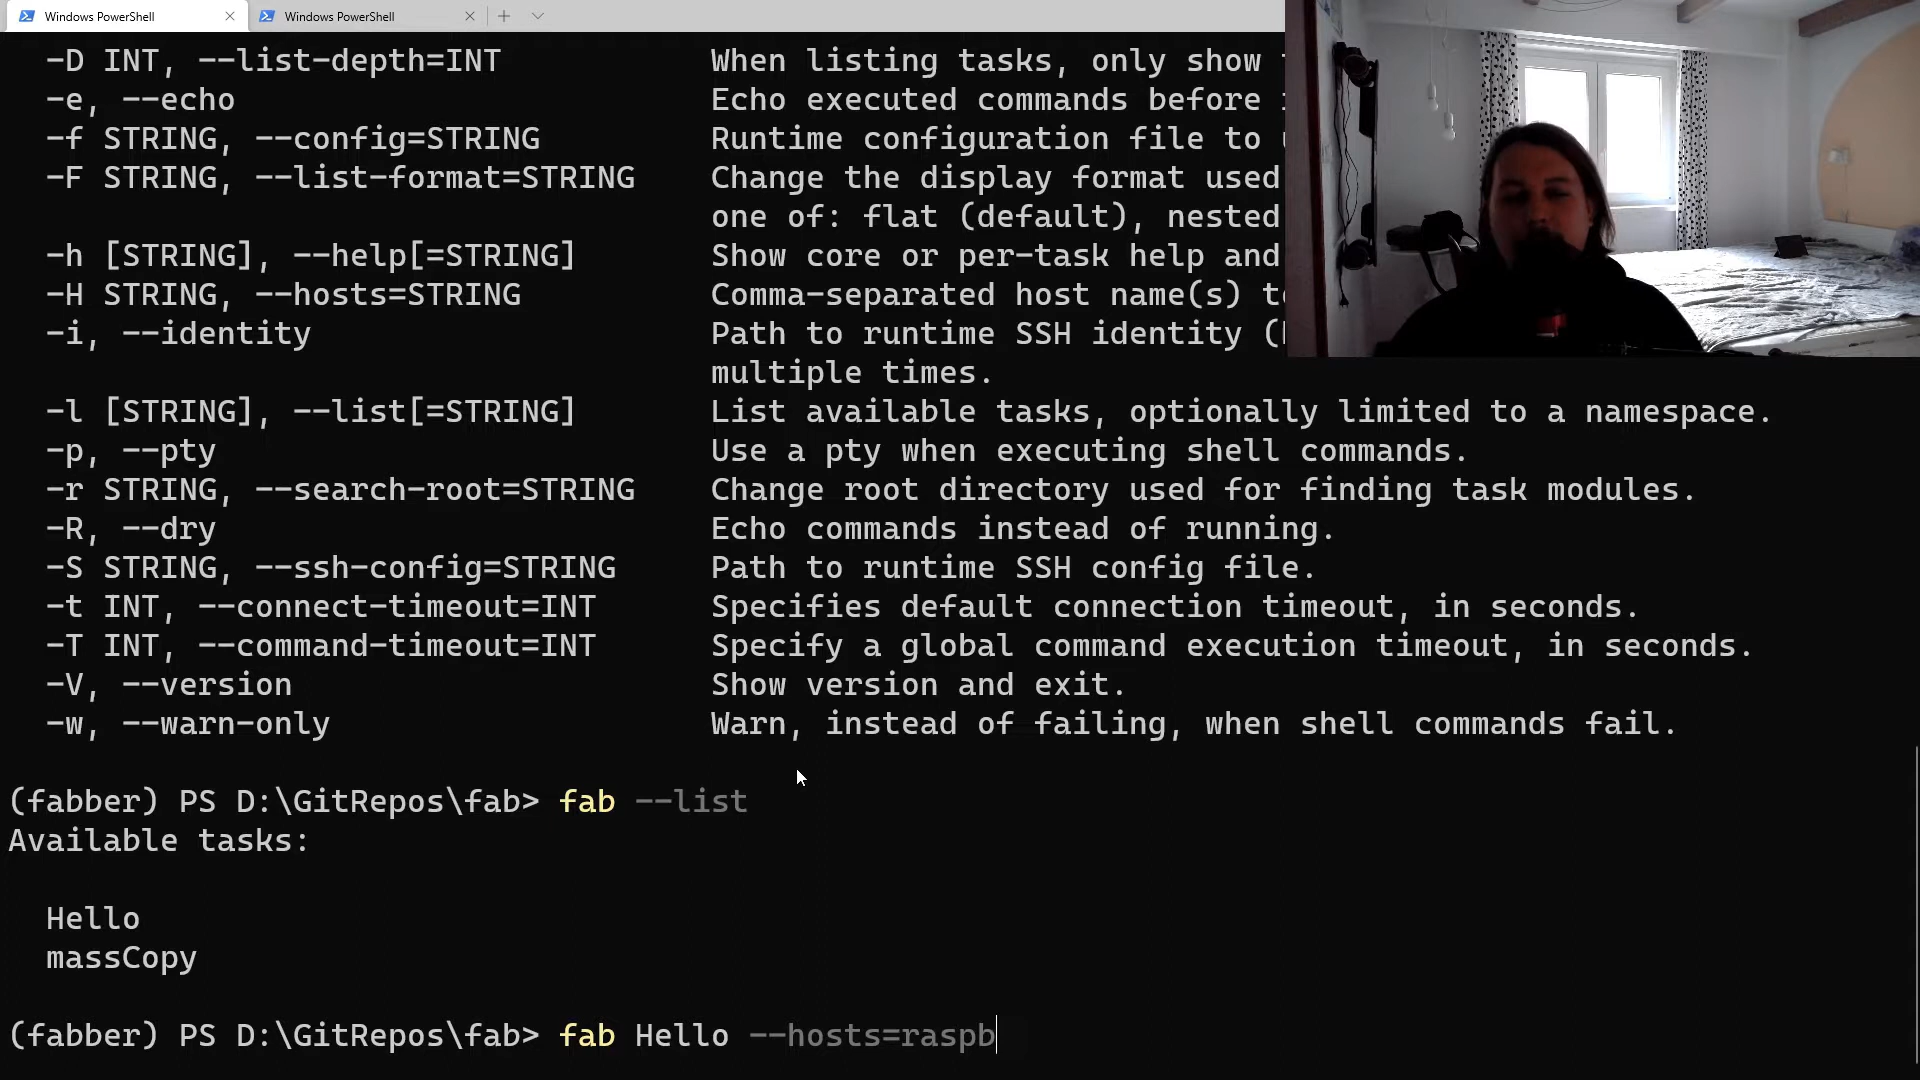 Windows PowerShell
Windows PowerShell
-D INT, --list-depth=INT When listing tasks, only show
-e, --echo Echo executed commands before
-f STRING, --config=STRING Runtime configuration file to
-F STRING, --list-format=STRING Change the display format used
one of: flat (default), nested
-h [STRING], --help[=STRING] Show core or per-task help and
-H STRING, --hosts=STRING Comma-separated host name(s)
-i, --identity Path to runtime SSH identity
multiple times.
-l [STRING], --list[=STRING] List available tasks, optionally limited to a namespace.
-p, --pty Use a pty when executing shell commands.
-r STRING, --search-root=STRING Change root directory used for finding task modules.
-R, --dry Echo commands instead of running.
-S STRING, --ssh-config=STRING Path to runtime SSH config file.
-t INT, --connect-timeout=INT Specifies default connection timeout, in seconds.
-T INT, --command-timeout=INT Specify a global command execution timeout, in seconds.
-V, --version Show version and exit.
-w, --warn-only Warn, instead of failing, when shell commands fail.
(fabber) PS D:\GitRepos\fab> fab --list
Available tasks:
Hello
massCopy
(fabber) PS D:\GitRepos\fab> fab Hello --hosts=raspb